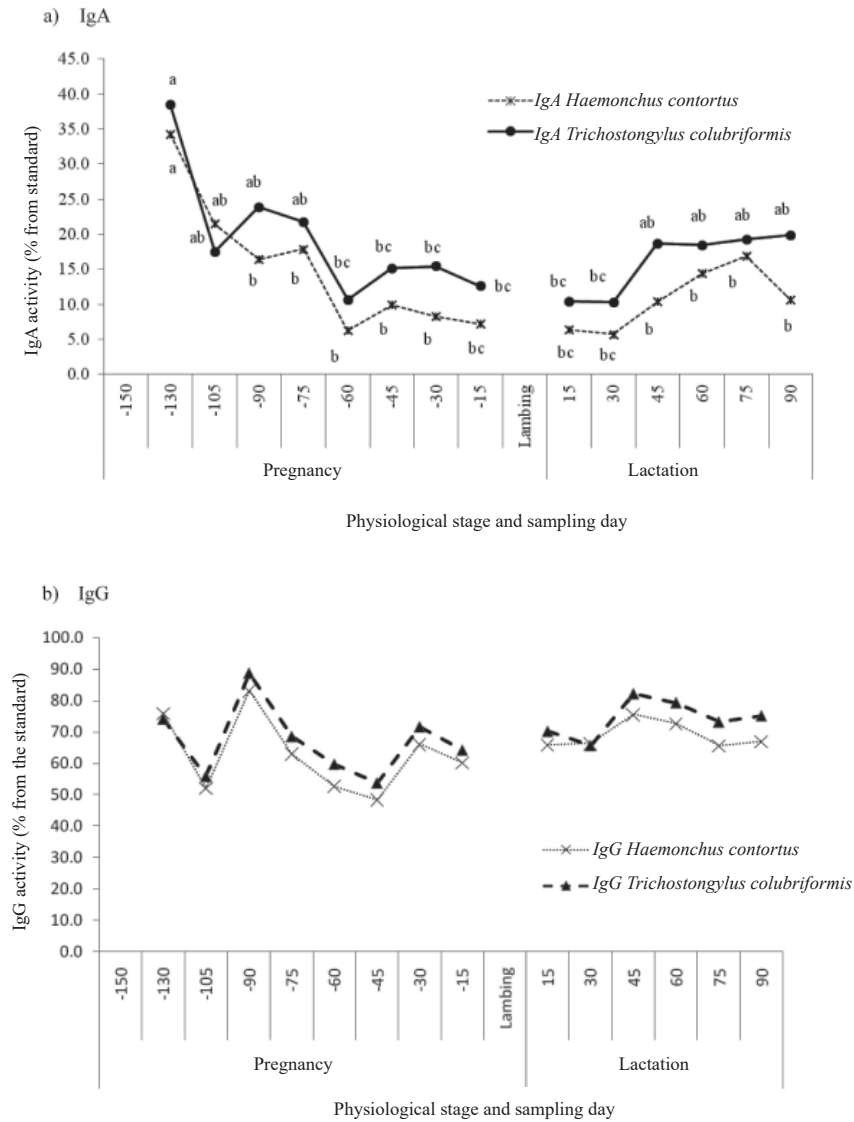 a) IgA
45.0
40.0
35.0
30.0
25.0
20.0
15.0
10.0
5.0
0.0
IgA activity (% from standard)
IgA Haemonchus contortus
IgA Trichostongylus colubriformis
a
a
ab
ab
ab
b
ab
b
bc
b
bc
b
bc
b
bc
bc
bc
bc
bc
bc
ab
b
ab
b
ab
b
ab
b
-150 -130 -105 -90 -75 -60 -45 -30 -15 Lambing 15 30 45 60 75 90
Pregnancy Lactation
Physiological stage and sampling day
b) IgG
100.0
90.0
80.0
70.0
60.0
50.0
40.0
30.0
20.0
10.0
0.0
IgG activity (% from the standard)
IgG Haemonchus contortus
IgG Trichostongylus colubriformis
-150 -130 -105 -90 -75 -60 -45 -30 -15 Lambing 15 30 45 60 75 90
Pregnancy Lactation
Physiological stage and sampling day